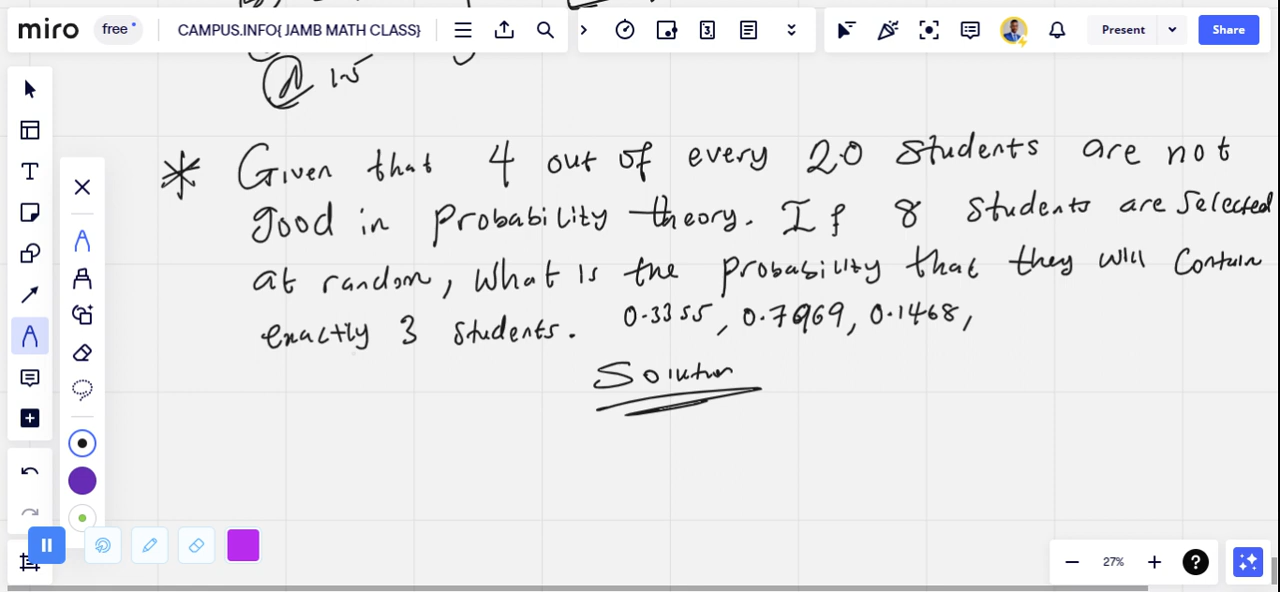 miro free CAMPUS.INFO{ JAMB MATH CLASS} Present Share
(A) 15
* Given that 4 out of every 20 students are not
good in probability theory. If 8 students are selected
at random, what is the probability that they will contain
exactly 3 students. 0.3355, 0.7969, 0.1468,
Solution
27%